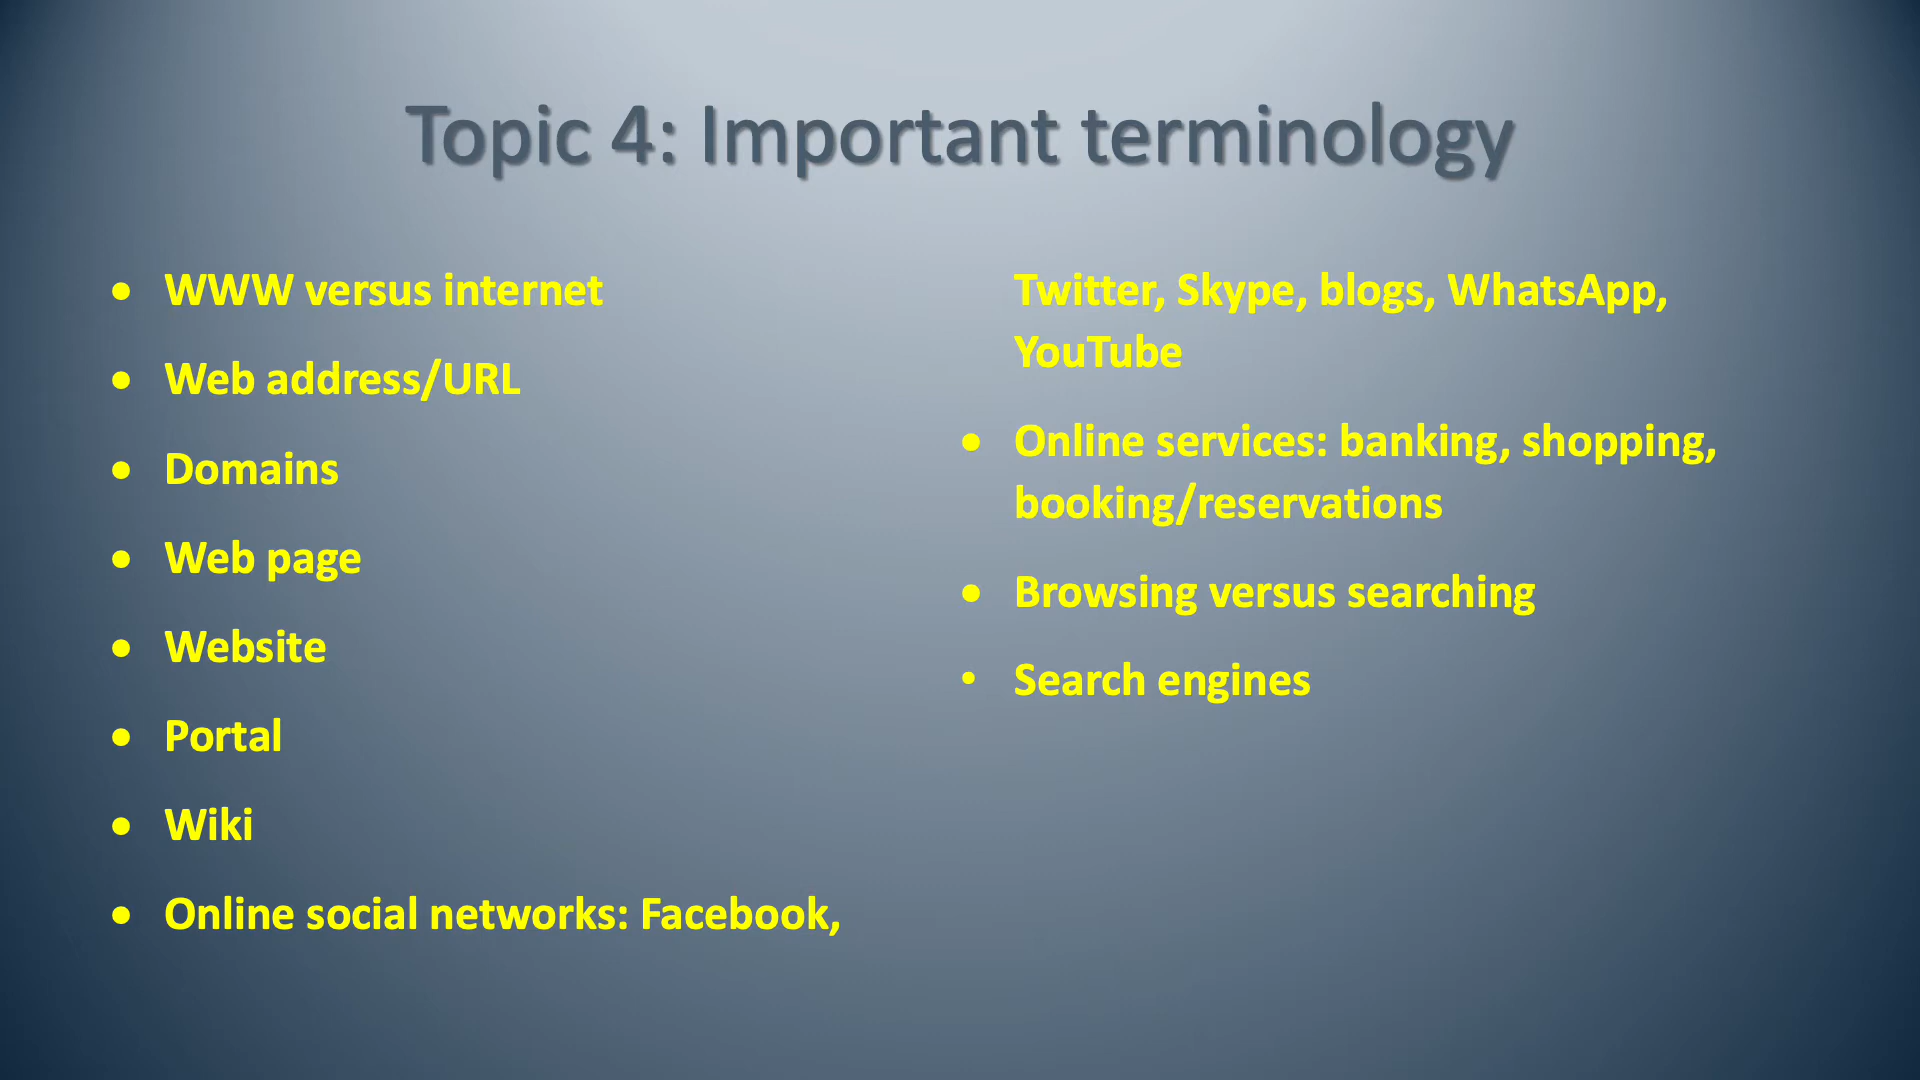 Topic 4: Important terminology
• WWW versus internet
• Web address/URL
• Domains
• Web page
• Website
• Portal
• Wiki
• Online social networks: Facebook,
Twitter, Skype, blogs, WhatsApp,
YouTube
• Online services: banking, shopping,
booking/reservations
• Browsing versus searching
• Search engines